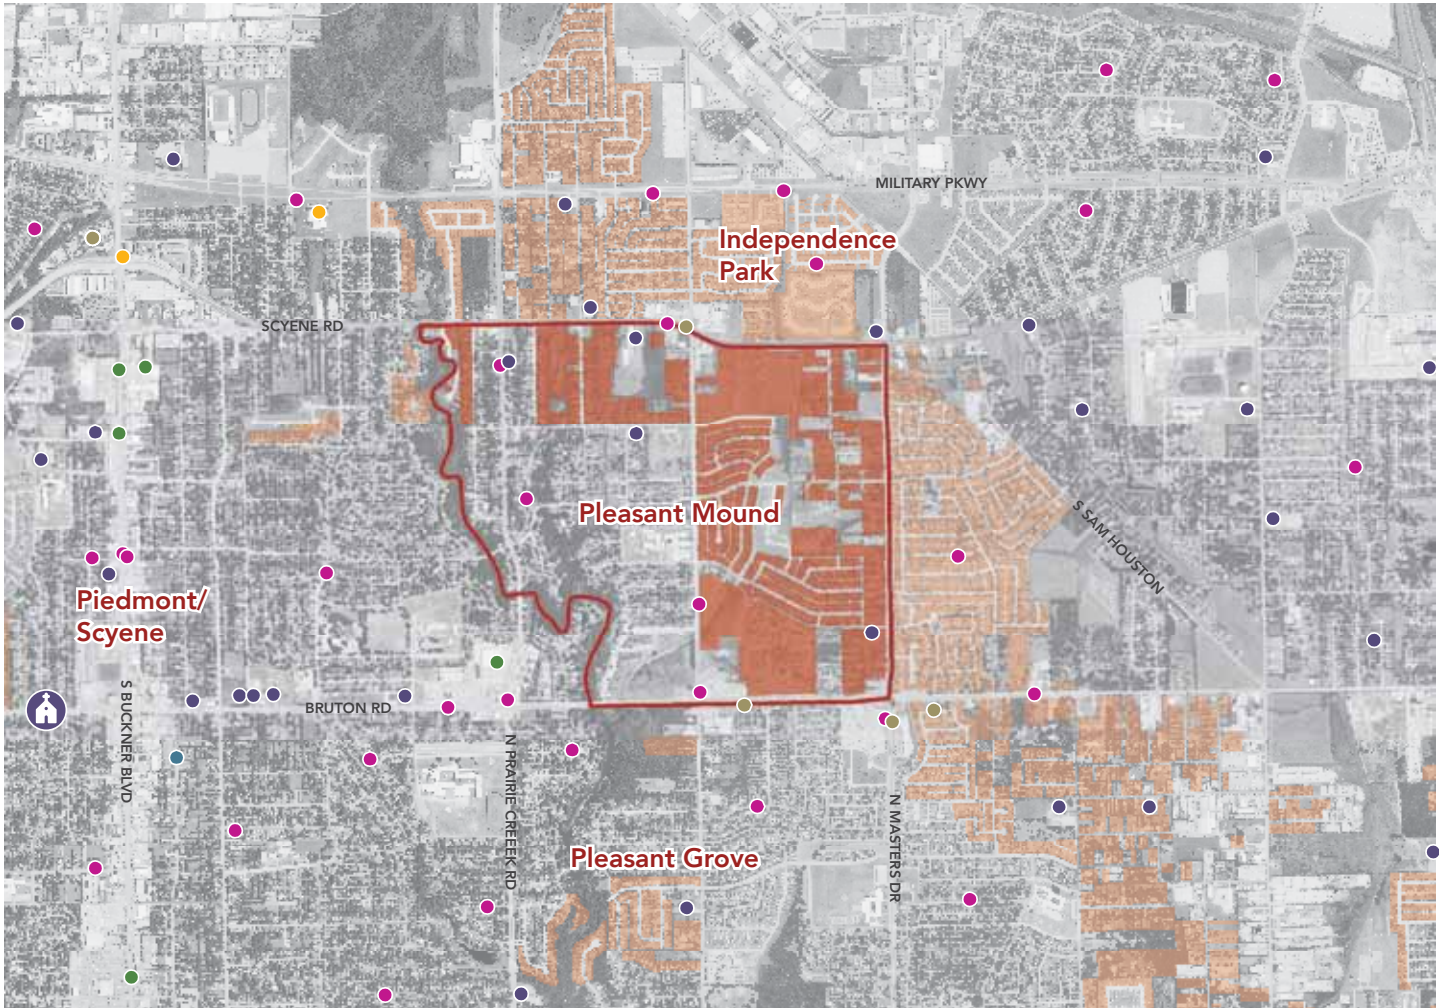 MILITARY PKWY
Independence
Park
SCYENE RD
Pleasant Mound
S SAM HOUSTON
Piedmont/
Scyene
S BUCKNER BLVD
BRUTON RD
N PRAIRIE CREEEK RD
N MASTERS DR
Pleasant Grove